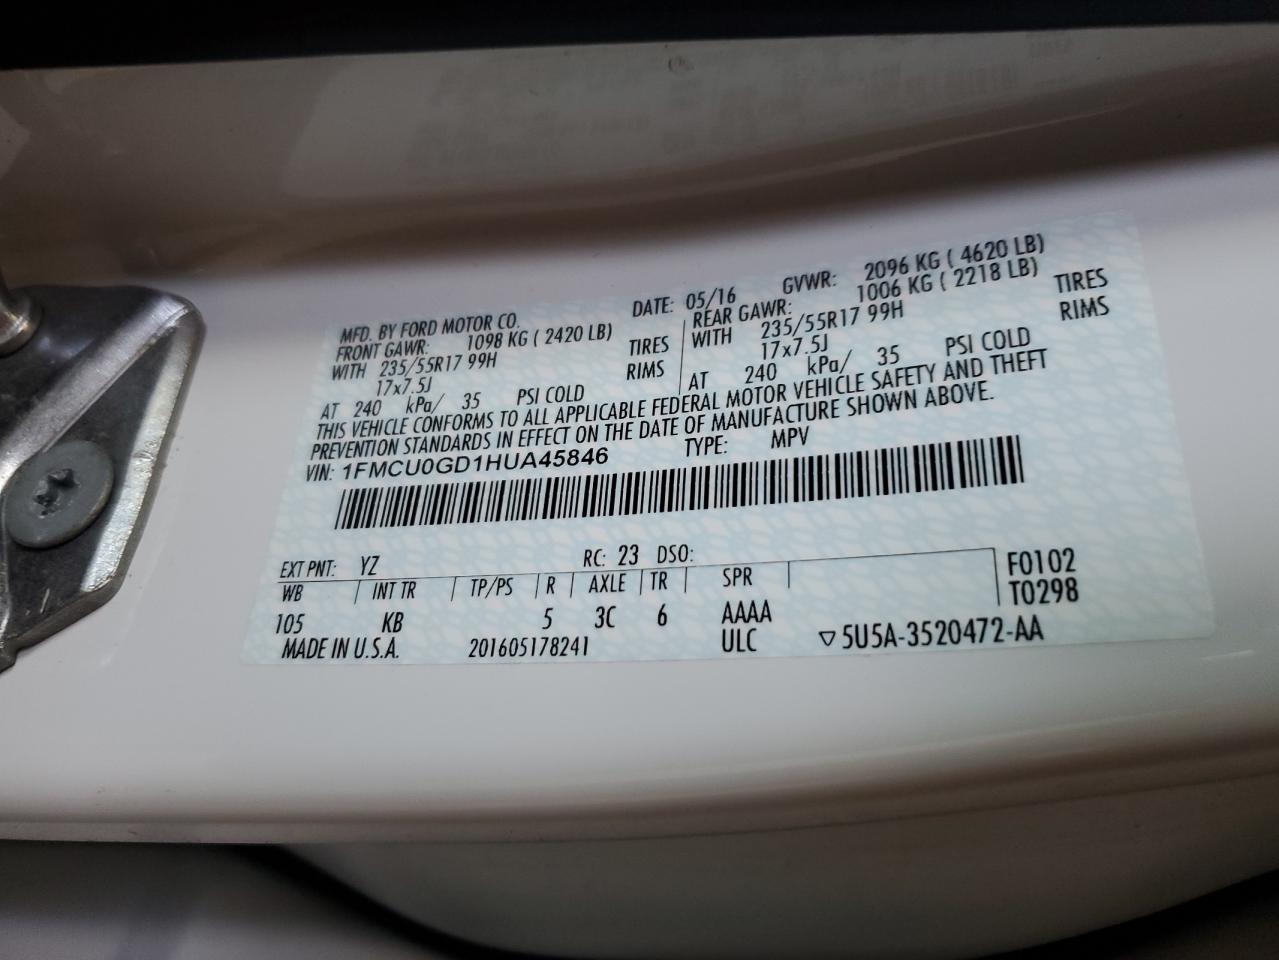 MFD. BY FORD MOTOR CO. DATE: 05/16 GVWR: 2096 KG ( 4620 LB)
FRONT GAWR: 1098 KG ( 2420 LB) REAR GAWR: 1006 KG ( 2218 LB)
WITH 235/55R17 99H TIRES WITH 235/55R17 99H TIRES
17x7.5J RIMS 17x7.5J RIMS
AT 240 kPa/ 35 PSI COLD AT 240 kPa/ 35 PSI COLD
THIS VEHICLE CONFORMS TO ALL APPLICABLE FEDERAL MOTOR VEHICLE SAFETY AND THEFT
PREVENTION STANDARDS IN EFFECT ON THE DATE OF MANUFACTURE SHOWN ABOVE.
VIN: 1FMCU0GD1HUA45846 TYPE: MPV
EXT PNT: YZ RC: 23 DSO:
WB INT TR TP/PS R AXLE TR SPR F0102
105 KB 5 3C 6 AAAA T0298
MADE IN U.S.A. 201605178241 ULC ▽5U5A-3520472-AA